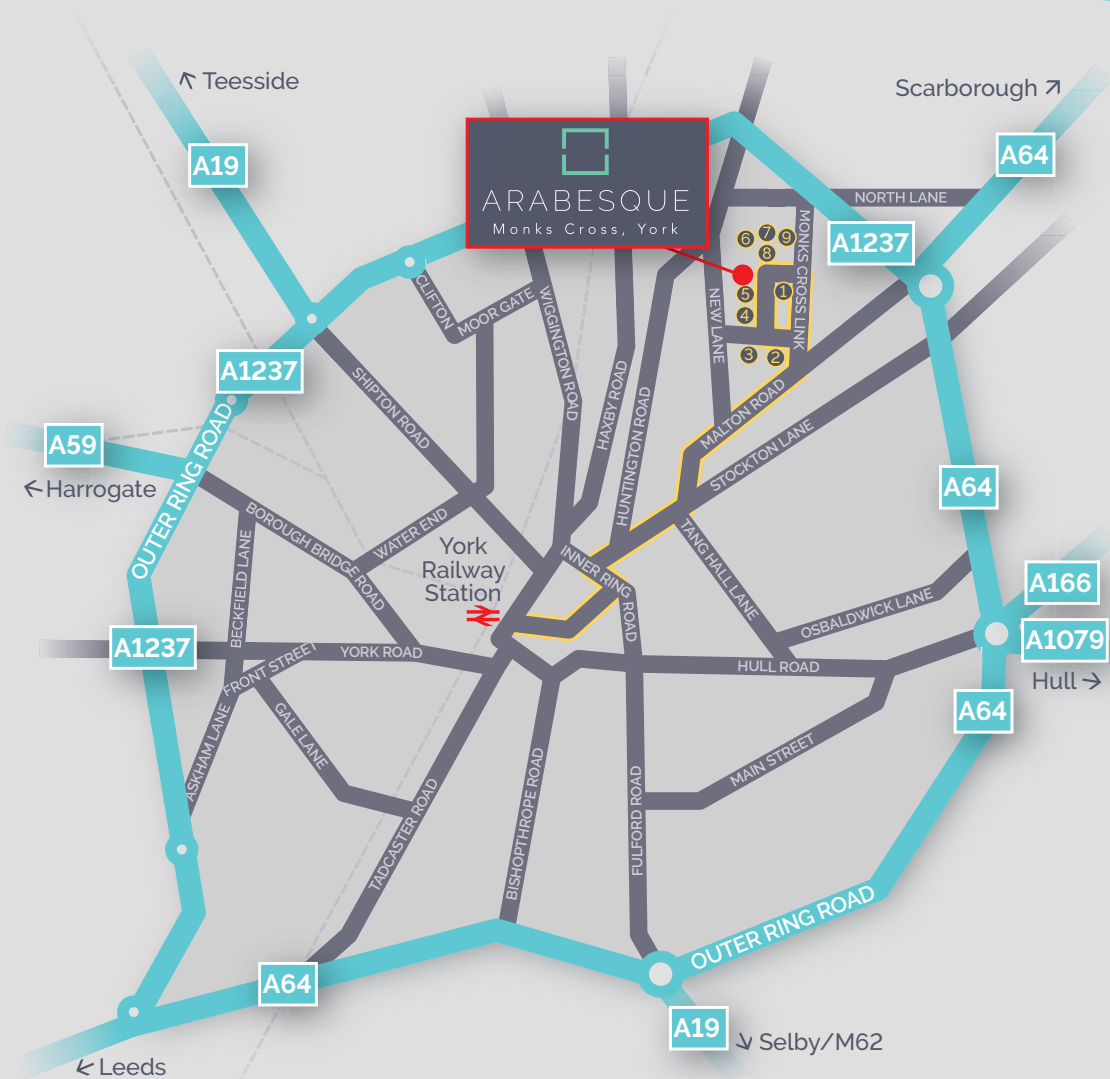 ↖ Teesside
Scarborough ↗
A19
A64
ARABESQUE
Monks Cross, York
NORTH LANE
A1237
6
7
9
8
5
1
4
3
2
MONKS CROSS LINK
NEW LANE
CLIFTON
MOOR GATE
WIGGINGTON ROAD
HAXBY ROAD
HUNTINGTON ROAD
MALTON ROAD
STOCKTON LANE
A1237
SHIPTON ROAD
OUTER RING ROAD
A59
← Harrogate
A64
BOROUGH BRIDGE ROAD
WATER END
BECKFIELD LANE
York
Railway
Station
INNER RING ROAD
TANG HALL LANE
OSBALDWICK LANE
A166
A1079
Hull →
A1237
YORK ROAD
FRONT STREET
HULL ROAD
A64
ASKHAM LANE
GALE LANE
MAIN STREET
TADCASTER ROAD
BISHOPTHROPE ROAD
FULFORD ROAD
OUTER RING ROAD
A64
A19
↘ Selby/M62
↙ Leeds